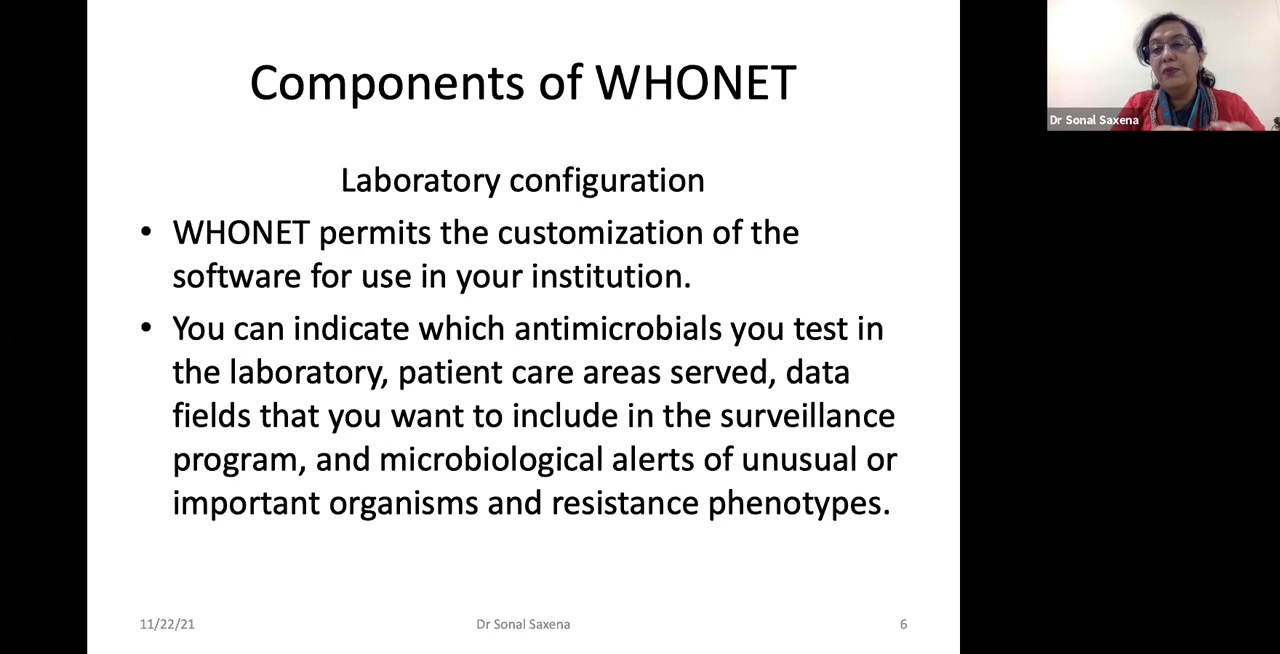 Components of WHONET
Laboratory configuration
• WHONET permits the customization of the
software for use in your institution.
• You can indicate which antimicrobials you test in
the laboratory, patient care areas served, data
fields that you want to include in the surveillance
program, and microbiological alerts of unusual or
important organisms and resistance phenotypes.
11/22/21
Dr Sonal Saxena
6
Dr Sonal Saxena